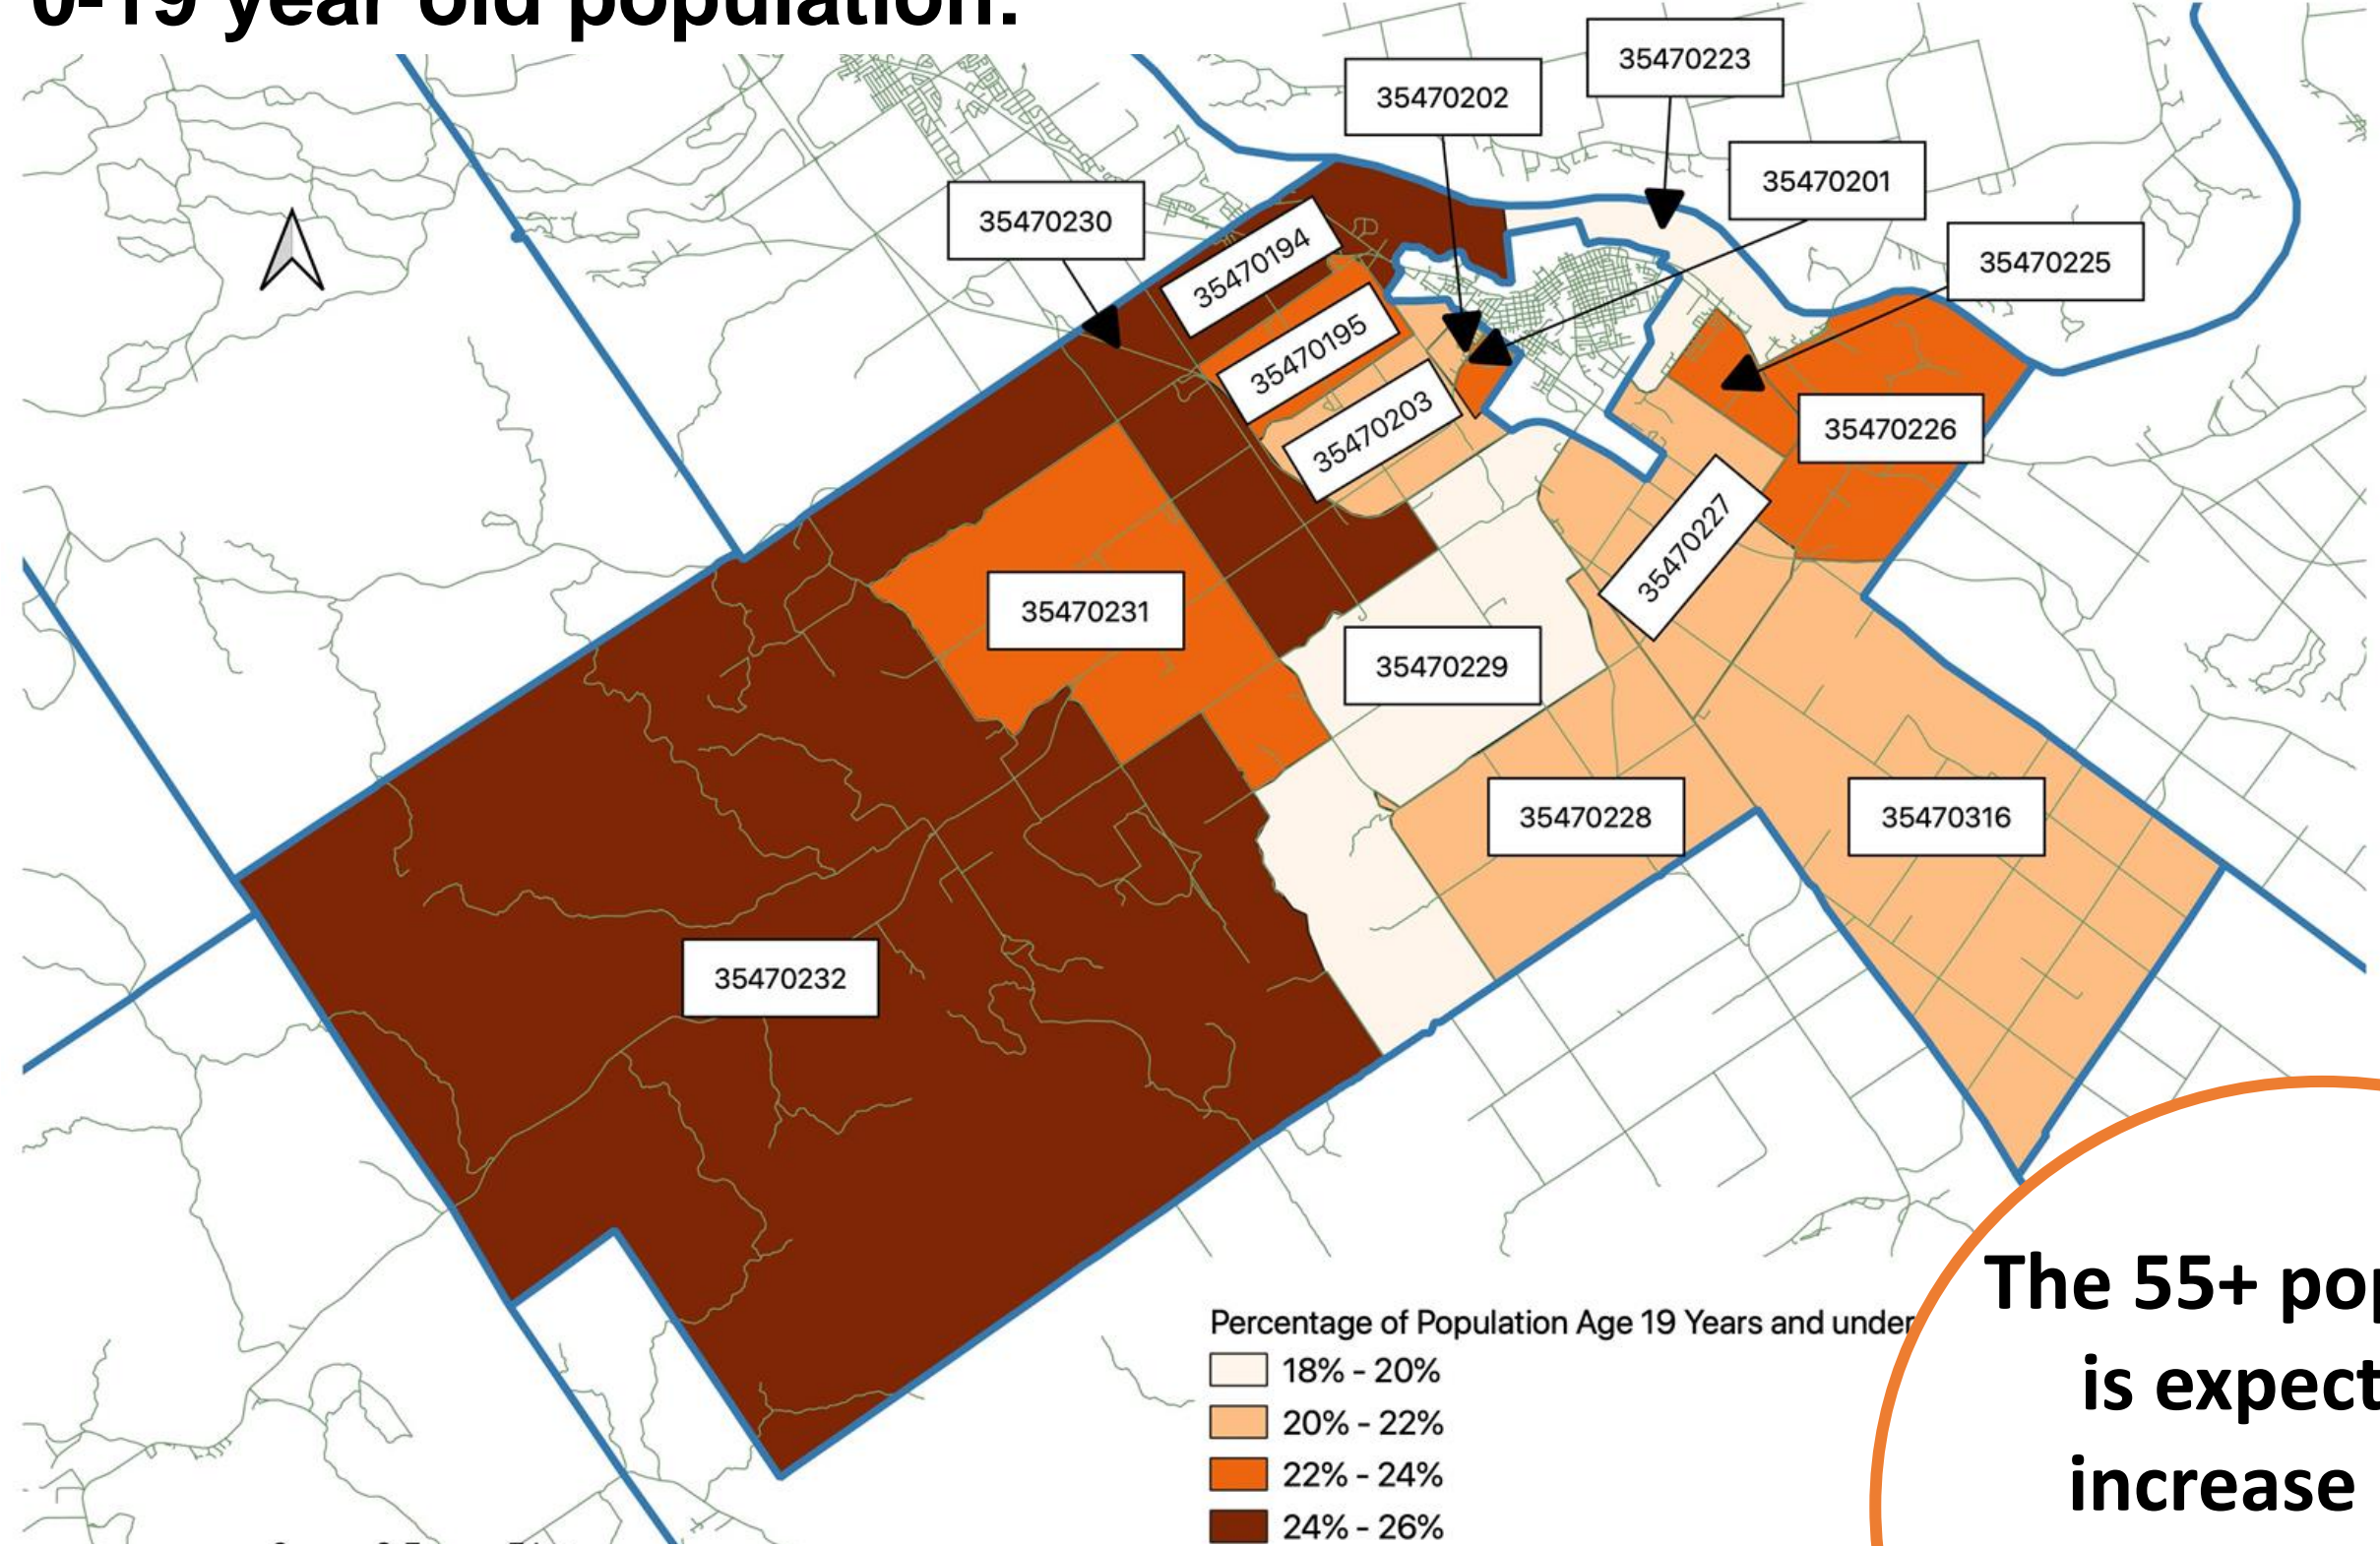 0-19 year old population.
35470223
35470202
35470201
35470230
35470194
35470225
35470195
35470203
35470226
35470227
35470231
35470229
35470228
35470316
35470232
The 55+ pop
is expect
increase
Percentage of Population Age 19 Years and under
18% - 20%
20% - 22%
22% - 24%
24% - 26%